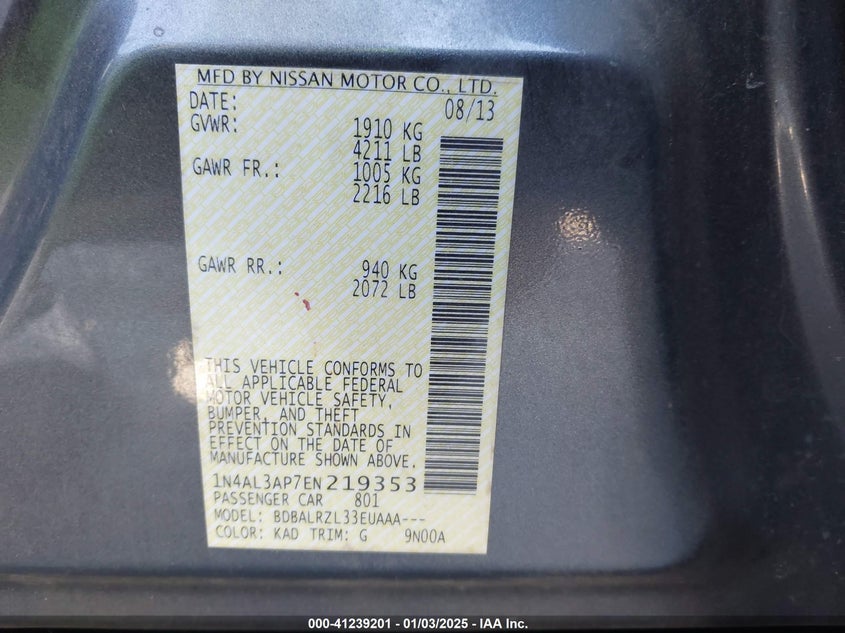 MFD BY NISSAN MOTOR CO., LTD.
DATE: 08/13
GVWR: 1910 KG
4211 LB
GAWR FR.: 1005 KG
2216 LB
GAWR RR.: 940 KG
2072 LB
THIS VEHICLE CONFORMS TO
ALL APPLICABLE FEDERAL
MOTOR VEHICLE SAFETY,
BUMPER, AND THEFT
PREVENTION STANDARDS IN
EFFECT ON THE DATE OF
MANUFACTURE SHOWN ABOVE.
1N4AL3AP7EN219353
PASSENGER CAR 801
MODEL: BDBALRZL33EUAAA---
COLOR: KAD TRIM: G 9N00A
000-41239201 - 01/03/2025 - IAA Inc.